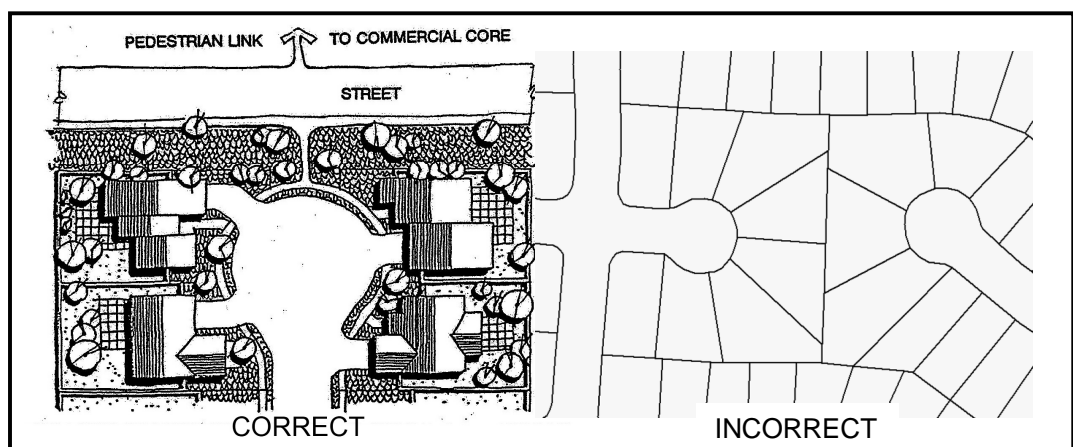 PEDESTRIAN LINK TO COMMERCIAL CORE
STREET
CORRECT
INCORRECT